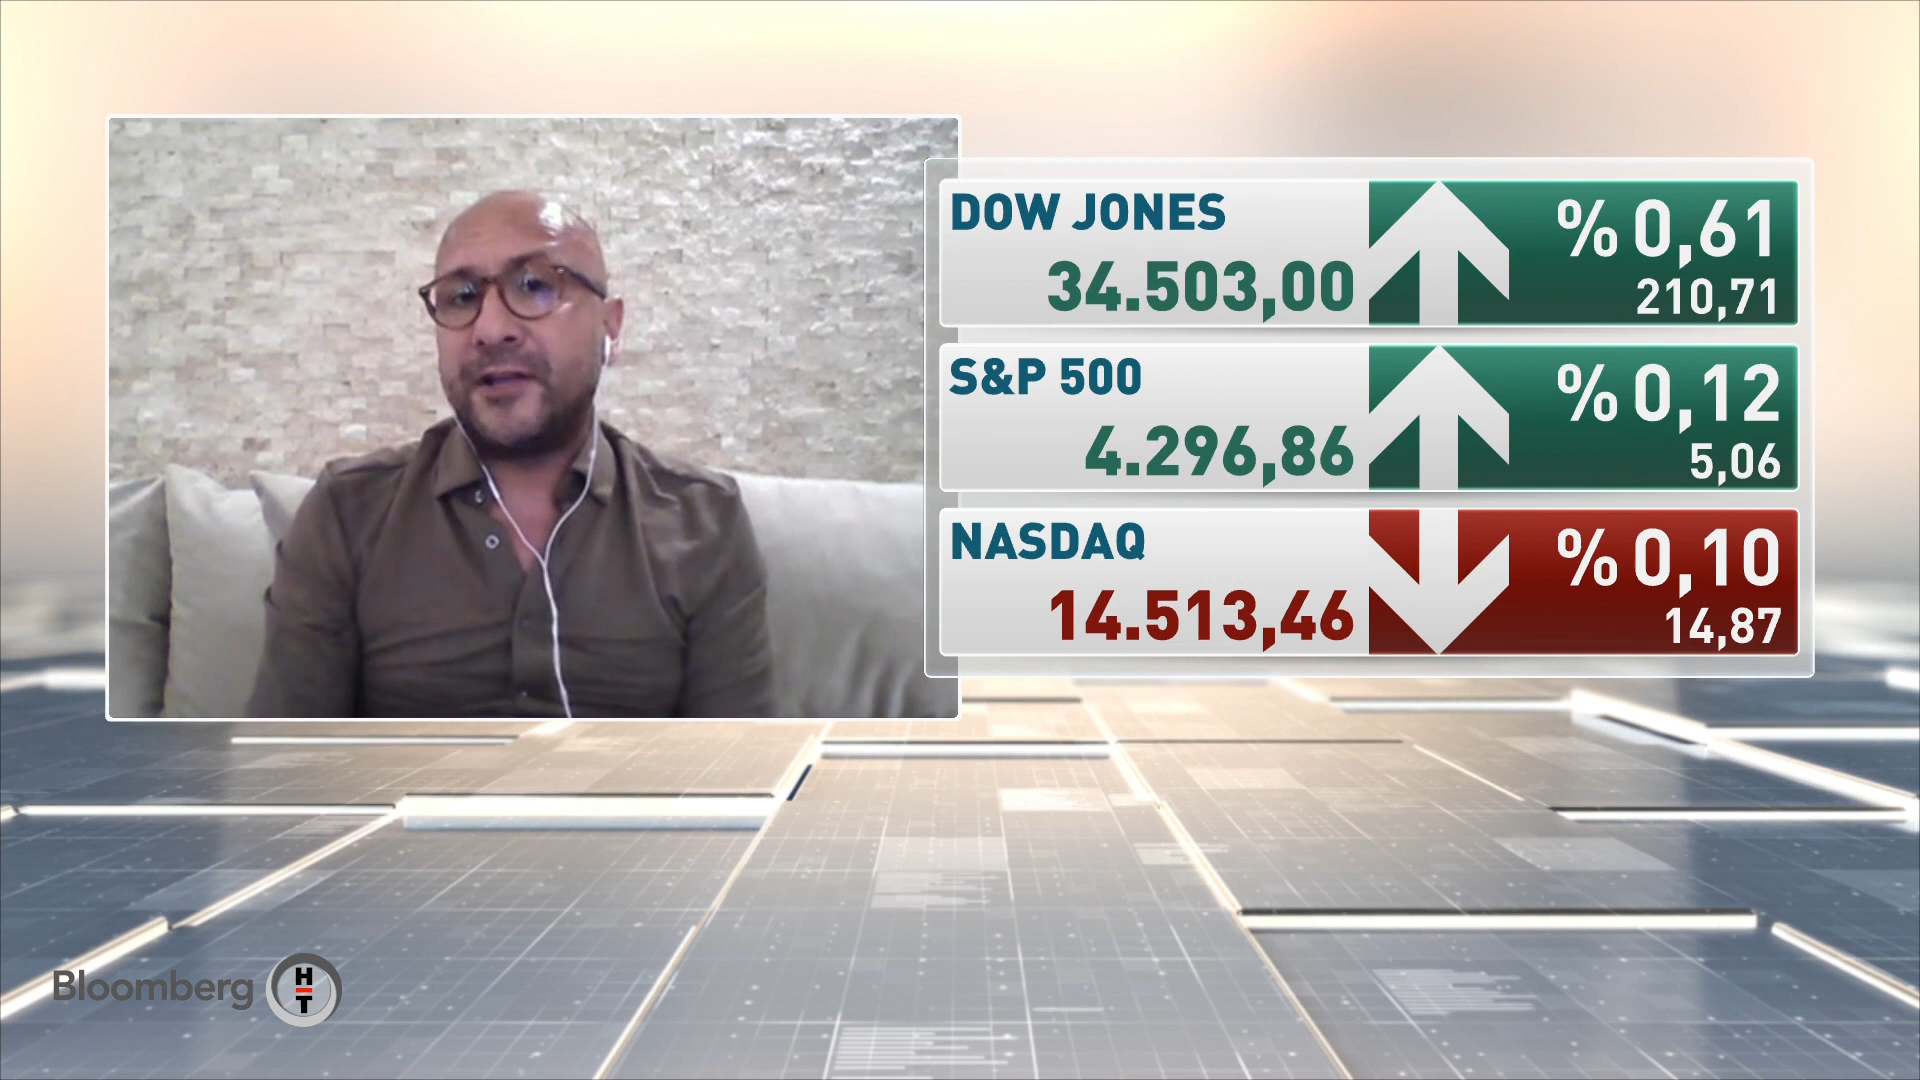 DOW JONES
34.503,00
% 0,61
210,71
S&P 500
4.296,86
% 0,12
5,06
NASDAQ
14.513,46
% 0,10
14,87
Bloomberg HT